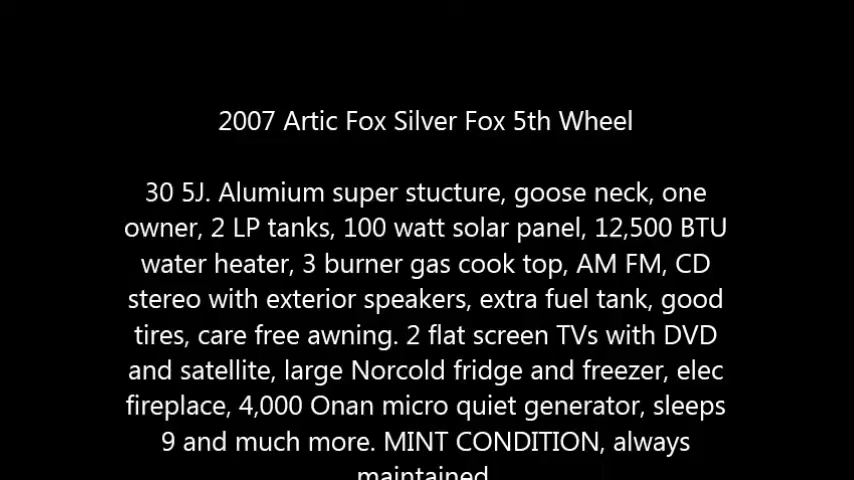 2007 Artic Fox Silver Fox 5th Wheel
30 5J. Alumium super stucture, goose neck, one
owner, 2 LP tanks, 100 watt solar panel, 12,500 BTU
water heater, 3 burner gas cook top, AM FM, CD
stereo with exterior speakers, extra fuel tank, good
tires, care free awning. 2 flat screen TVs with DVD
and satellite, large Norcold fridge and freezer, elec
fireplace, 4,000 Onan micro quiet generator, sleeps
9 and much more. MINT CONDITION, always
maintained